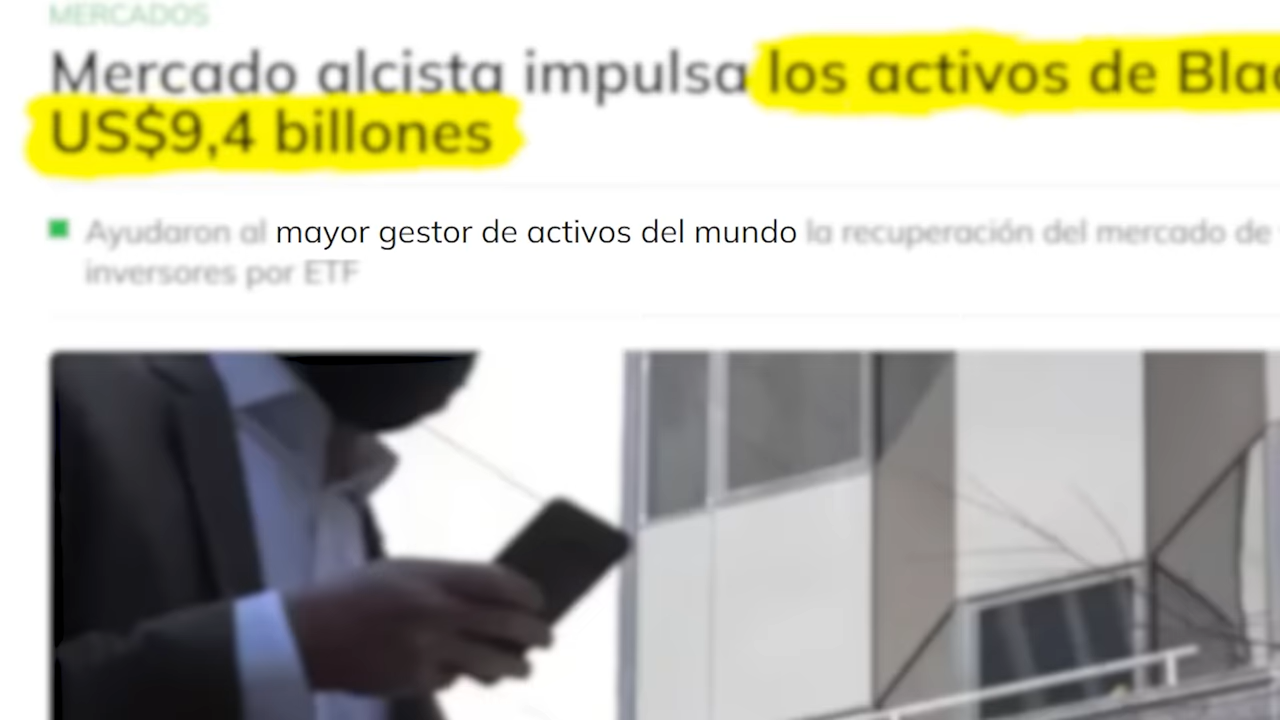 MERCADOS
Mercado alcista impulsa los activos de Blac
US$9,4 billones
Ayudaron al mayor gestor de activos del mundo la recuperación del mercado de
inversores por ETF